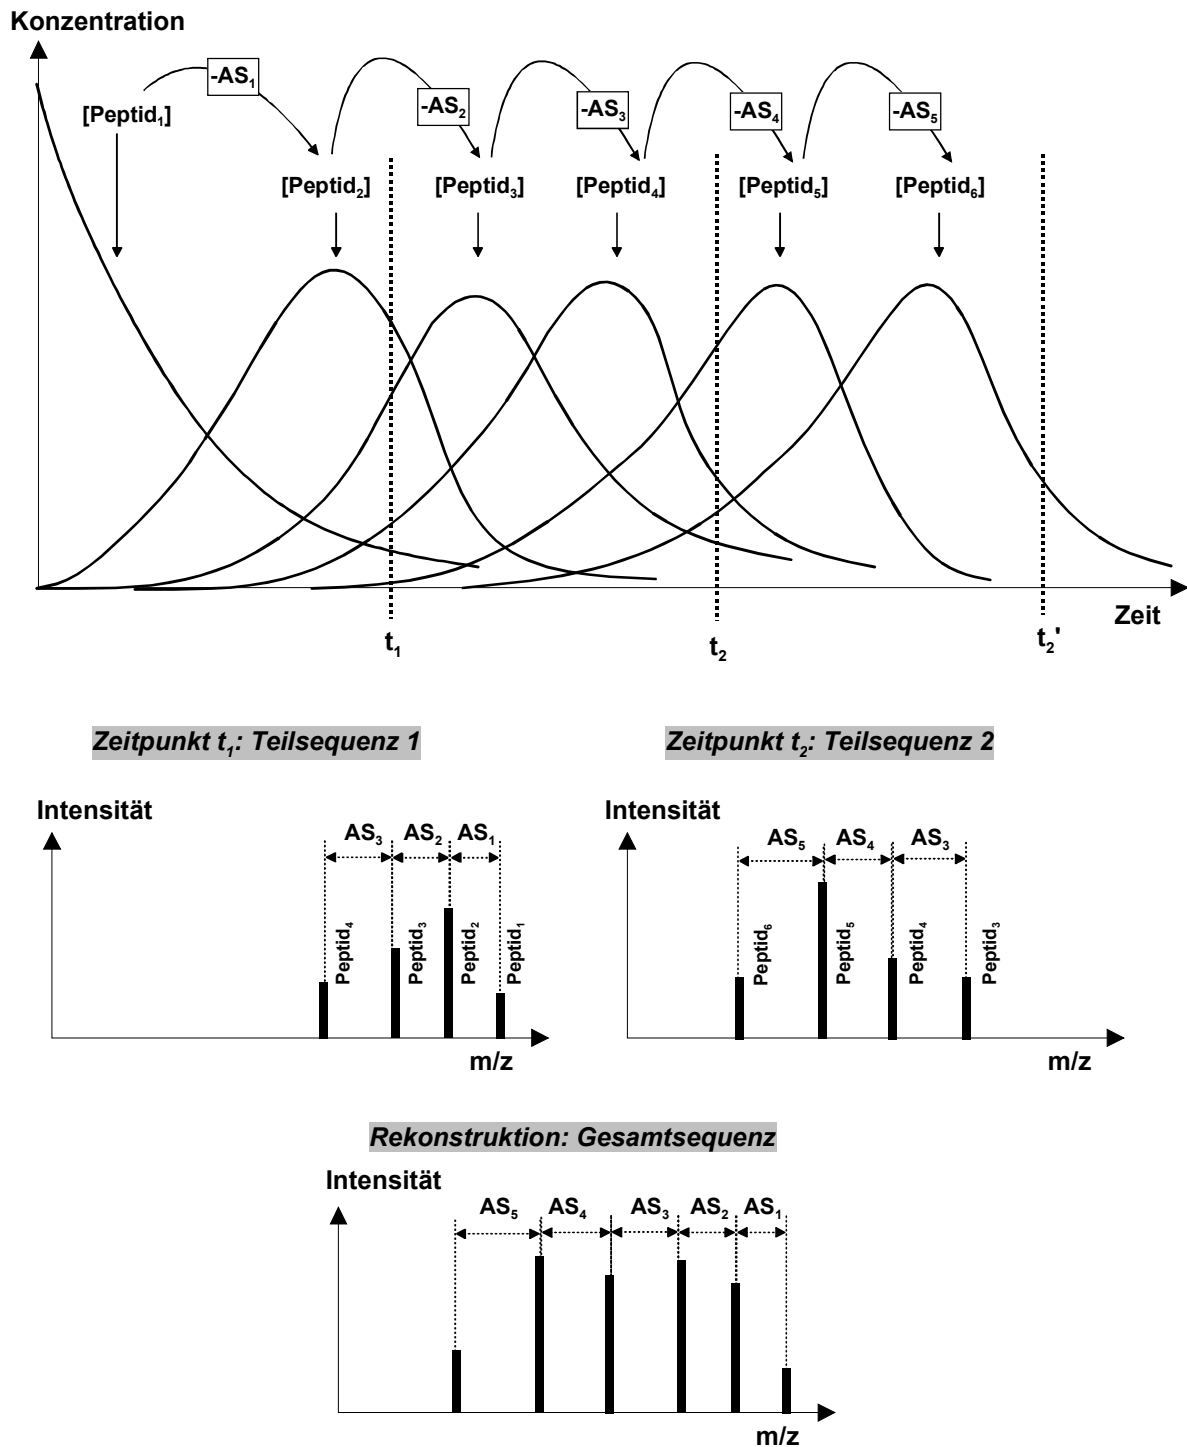 Konzentration
-AS₁
-AS₂
-AS₃
-AS₄
-AS₅
[Peptid₁]
[Peptid₂]
[Peptid₃]
[Peptid₄]
[Peptid₅]
[Peptid₆]
Zeit
t₁
t₂
t₂'
Zeitpunkt t₁: Teilsequenz 1
Intensität
AS₃
AS₂
AS₁
Peptid₄
Peptid₃
Peptid₂
Peptid₁
m/z
Zeitpunkt t₂: Teilsequenz 2
Intensität
AS₅
AS₄
AS₃
Peptid₆
Peptid₅
Peptid₄
Peptid₃
m/z
Rekonstruktion: Gesamtsequenz
Intensität
AS₅
AS₄
AS₃
AS₂
AS₁
m/z